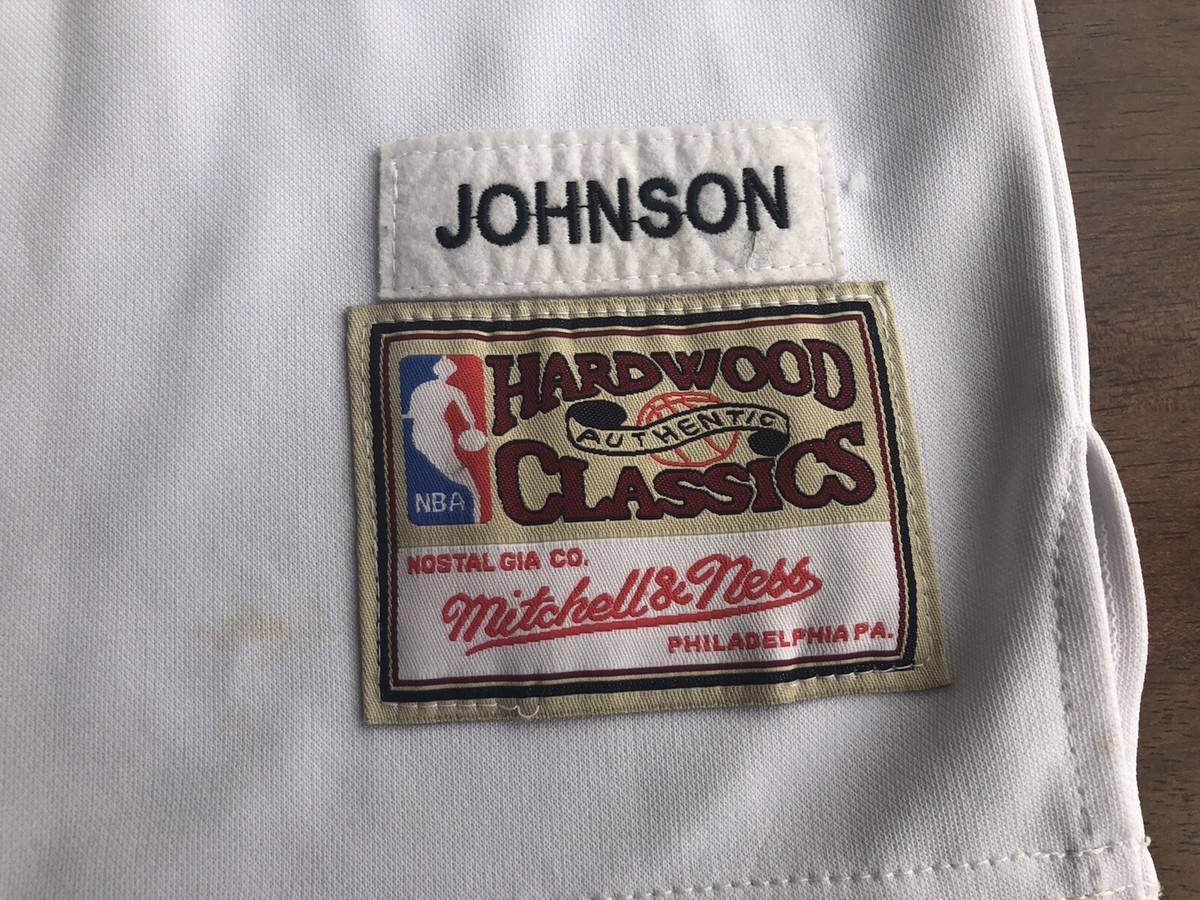 JOHNSON
HARDWOOD
AUTHENTIC
CLASSICS
NBA
NOSTALGIA CO.
Mitchell & Ness
PHILADELPHIA PA.